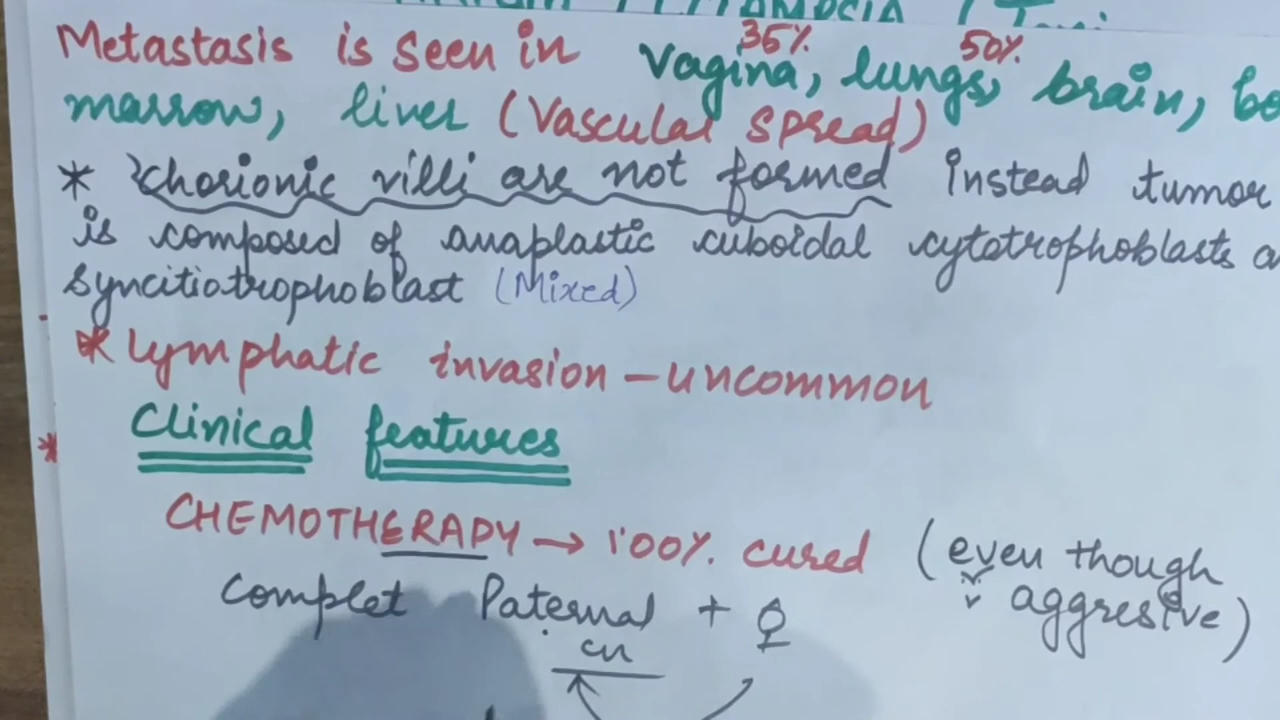 Metastasis is seen in vagina, lungs, brain,
35% 50%
marrow, liver (Vascular spread)
* chorionic villi are not formed instead tumor
is composed of anaplastic cuboidal cytotrophoblasts
syncitiotrophoblast (Mixed)
* Lymphatic invasion - uncommon
Clinical features
CHEMOTHERAPY → 100% cured (even though
aggresive)
Complet Paternal + ♀